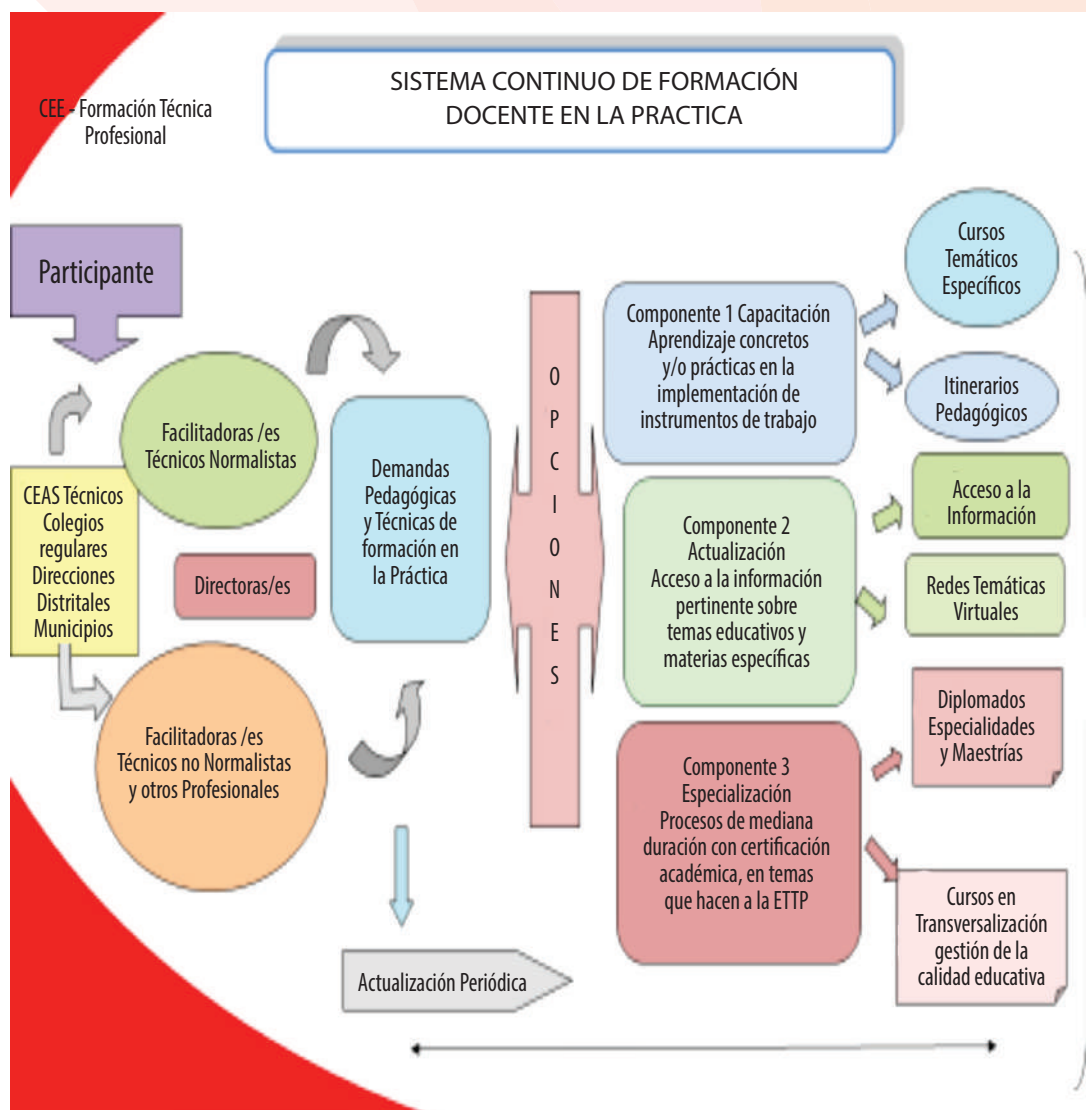 SISTEMA CONTINUO DE FORMACIÓN
DOCENTE EN LA PRACTICA
CEE - Formación Técnica
Profesional
Participante
Facilitadoras /es
Técnicos Normalistas
CEAS Técnicos
Colegios
regulares
Direcciones
Distritales
Municipios
Directoras/es
Facilitadoras /es
Técnicos no Normalistas
y otros Profesionales
Demandas
Pedagógicas
y Técnicas de
formación en
la Práctica
Actualización Periódica
O
P
C
I
O
N
E
S
Componente 1 Capacitación
Aprendizaje concretos
y/o prácticas en la
implementación de
instrumentos de trabajo
Cursos
Temáticos
Específicos
Itinerarios
Pedagógicos
Componente 2
Actualización
Acceso a la información
pertinente sobre
temas educativos y
materias específicas
Acceso a la
Información
Redes Temáticas
Virtuales
Componente 3
Especialización
Procesos de mediana
duración con certificación
académica, en temas
que hacen a la ETTP
Diplomados
Especialidades
y Maestrías
Cursos en
Transversalización
gestión de la
calidad educativa